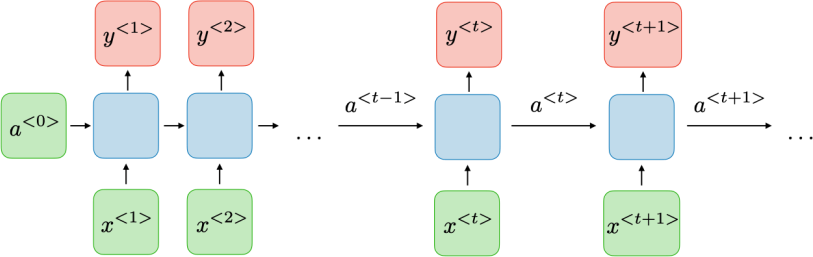 y<1> y<2> y<t> y<t+1>
a<0> ... a<t−1> a<t> a<t+1> ...
x<1> x<2> x<t> x<t+1>